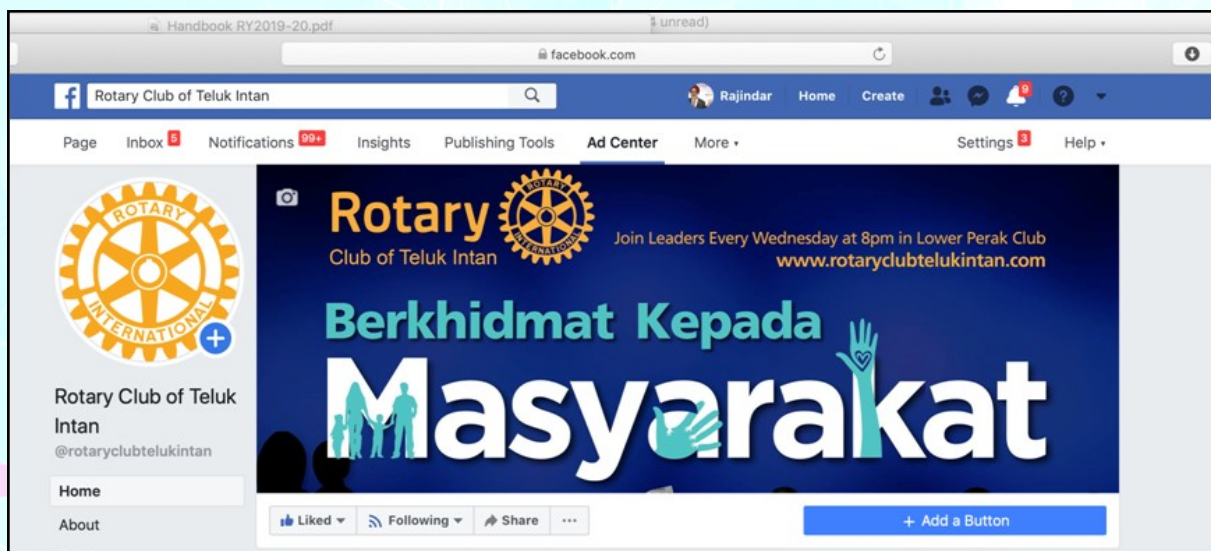 Handbook RY2019-20.pdf
unread)
facebook.com
Rotary Club of Teluk Intan
Rajindar Home Create 9
Page Inbox 5 Notifications 99+ Insights Publishing Tools Ad Center More Settings 3 Help
ROTARY
INTERNATIONAL
Rotary
ROTARY
INTERNATIONAL
Club of Teluk Intan
Join Leaders Every Wednesday at 8pm in Lower Perak Club
www.rotaryclubtelukintan.com
Berkhidmat Kepada
Masyarakat
Rotary Club of Teluk
Intan
@rotaryclubtelukintan
Home
About
Liked Following Share ...
+ Add a Button